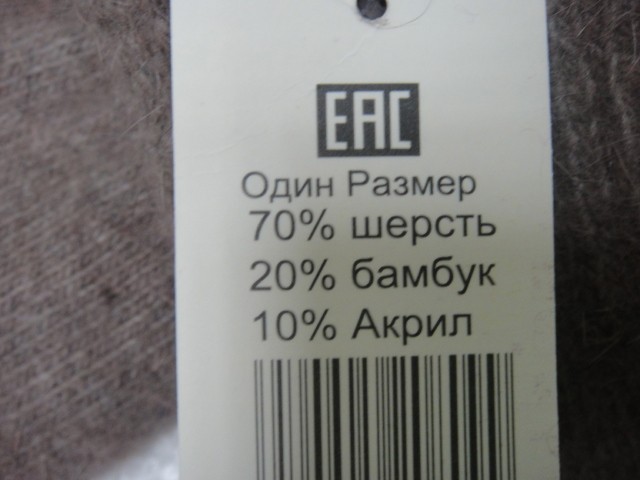 EAC
Один Размер
70% шерсть
20% бамбук
10% Акрил